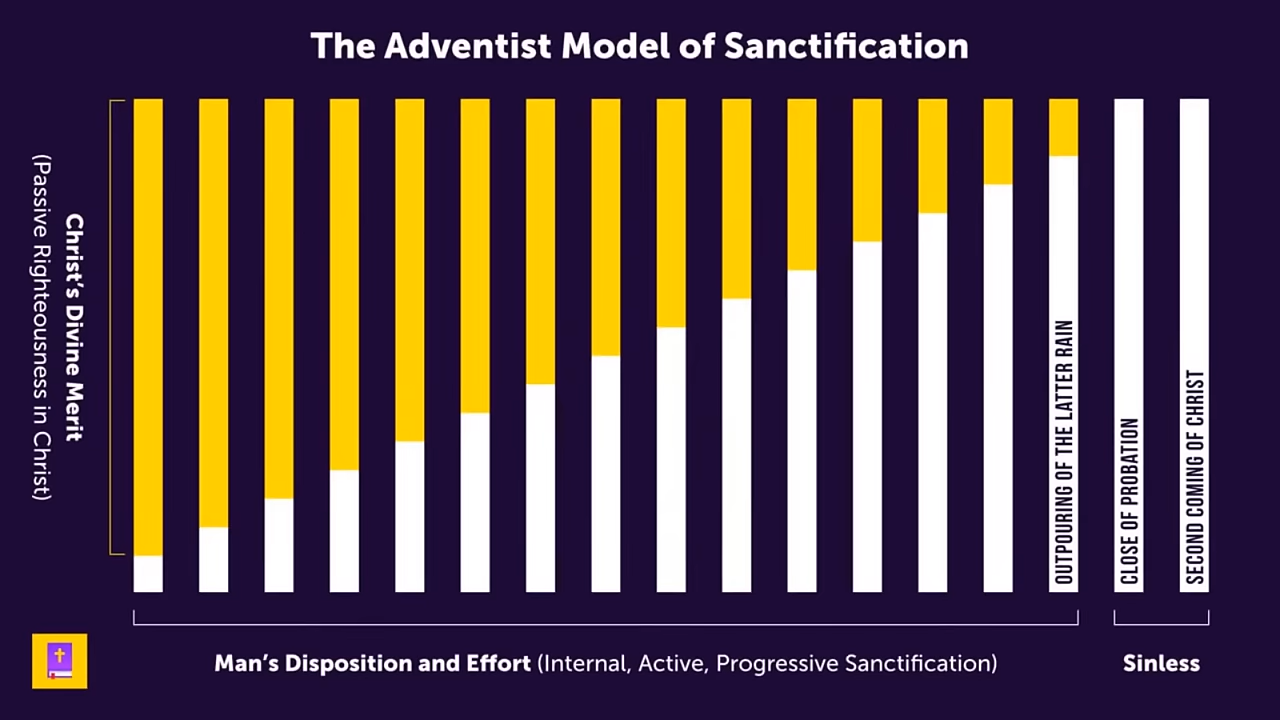 The Adventist Model of Sanctification
Christ's Divine Merit
(Passive Righteousness in Christ)
OUTPOURING OF THE LATTER RAIN
CLOSE OF PROBATION
SECOND COMING OF CHRIST
Man's Disposition and Effort (Internal, Active, Progressive Sanctification)
Sinless